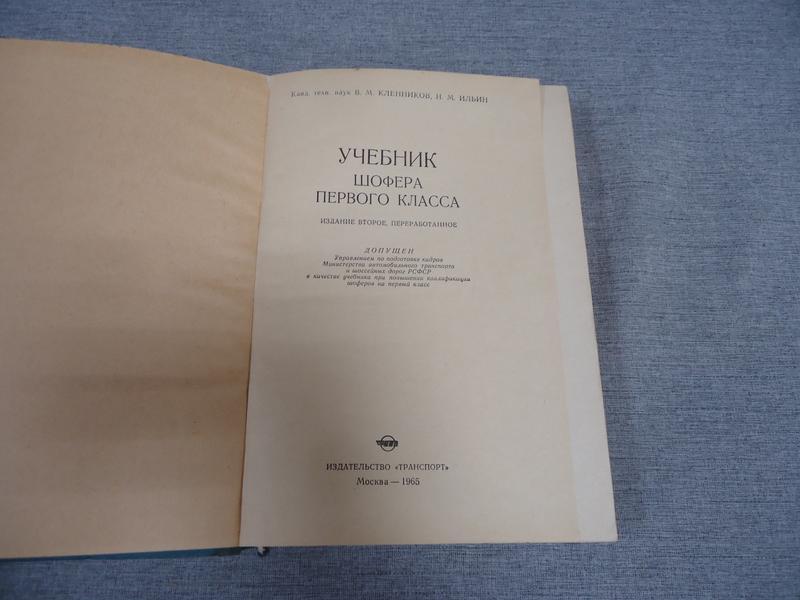 Канд. техн. наук В. М. КЛЕННИКОВ, Н. М. ИЛЬИН
УЧЕБНИК
ШОФЕРА
ПЕРВОГО КЛАССА
ИЗДАНИЕ ВТОРОЕ, ПЕРЕРАБОТАННОЕ
ДОПУЩЕН
Управлением по подготовке кадров
Министерства автомобильного транспорта
и шоссейных дорог РСФСР
в качестве учебника при повышении квалификации
шоферов на первый класс
ИЗДАТЕЛЬСТВО «ТРАНСПОРТ»
Москва — 1965